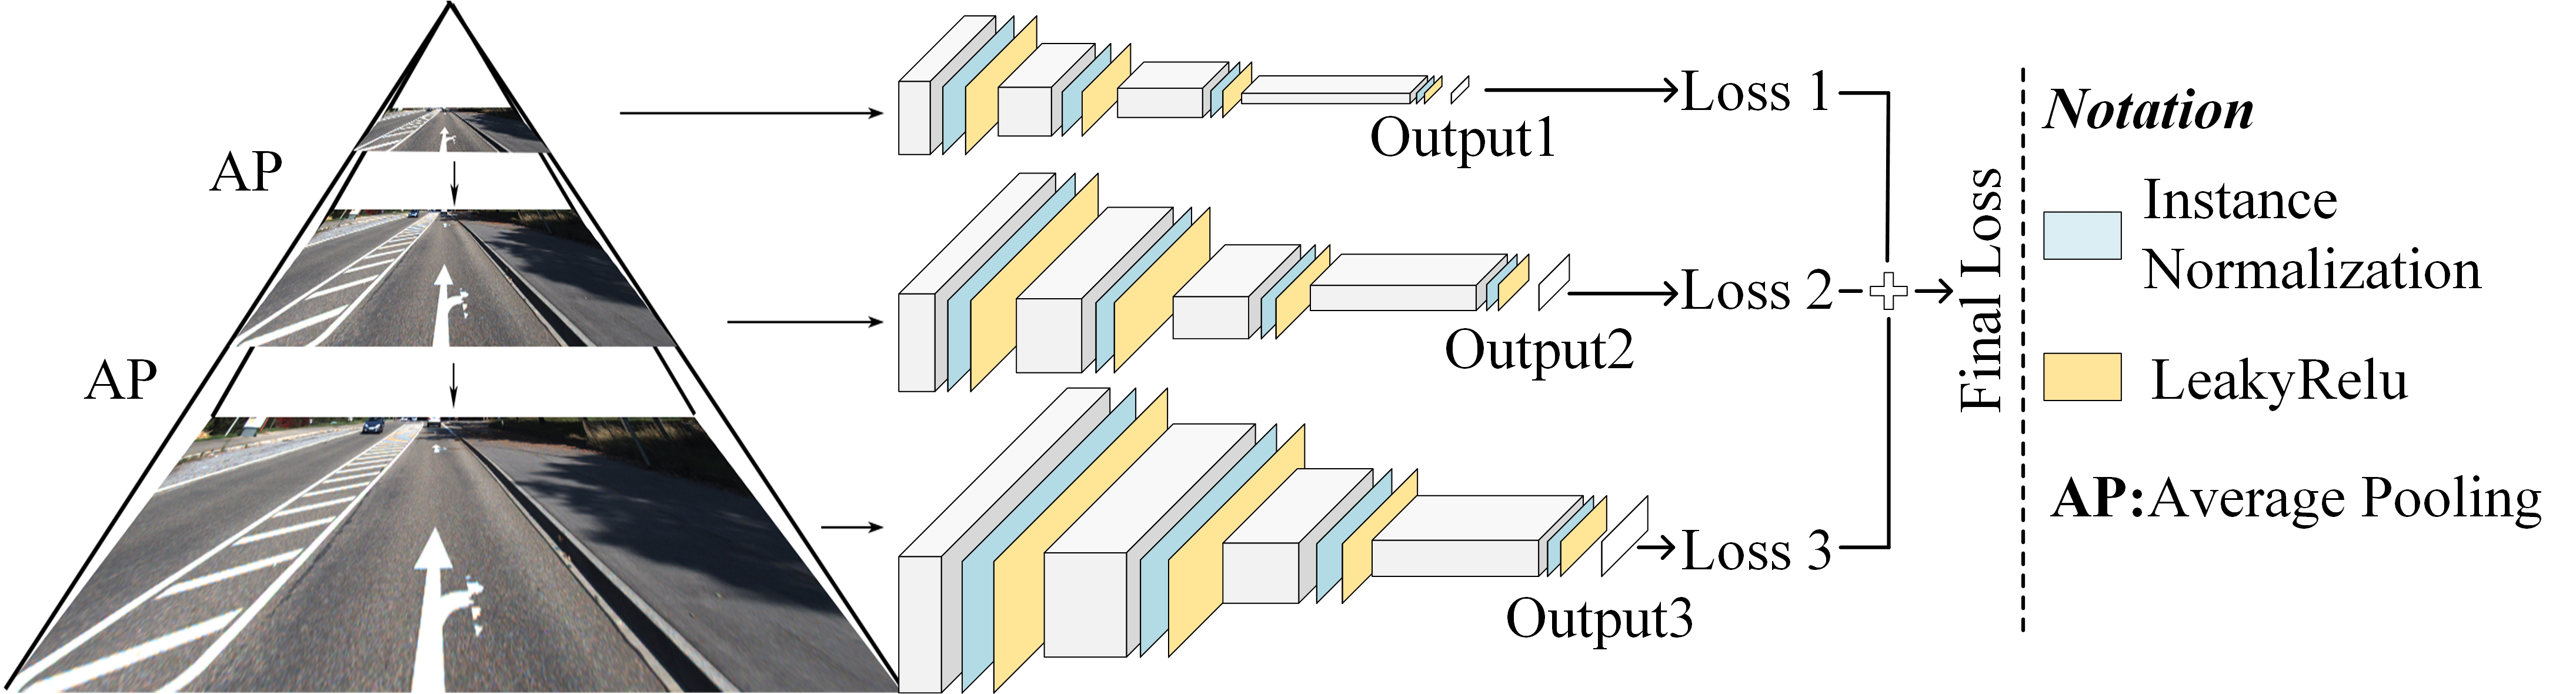 AP
AP
Output1
Output2
Output3
Loss 1
Loss 2
Loss 3
Final Loss
Notation
Instance
Normalization
LeakyRelu
AP:Average Pooling